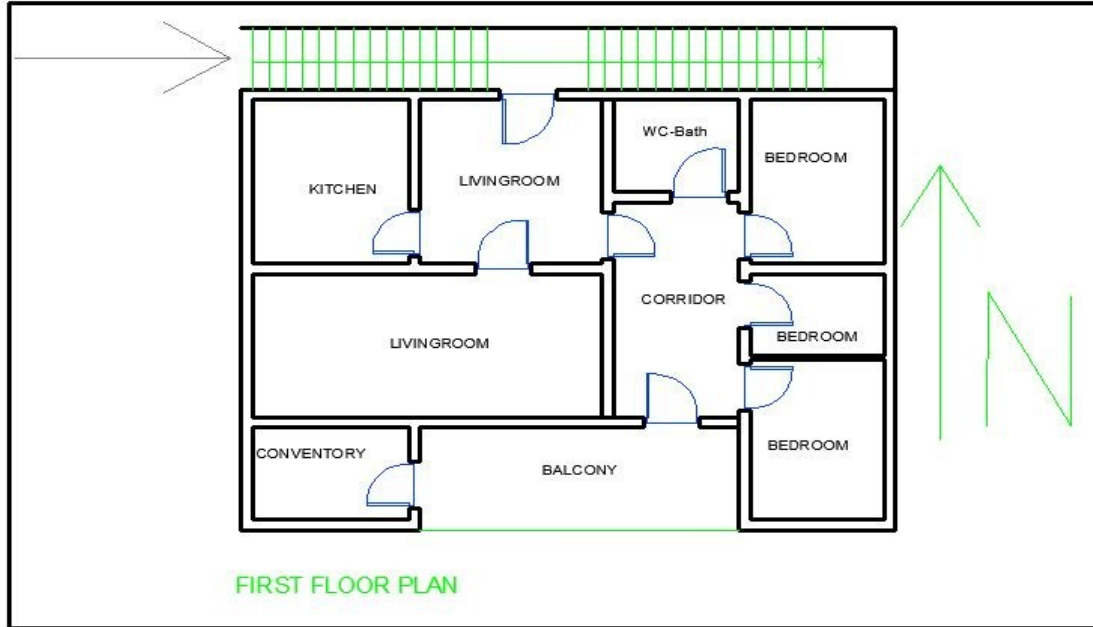 WC-Bath
BEDROOM
KITCHEN
LIVINGROOM
CORRIDOR
LIVINGROOM
BEDROOM
BEDROOM
CONVENTORY
BALCONY
N
FIRST FLOOR PLAN